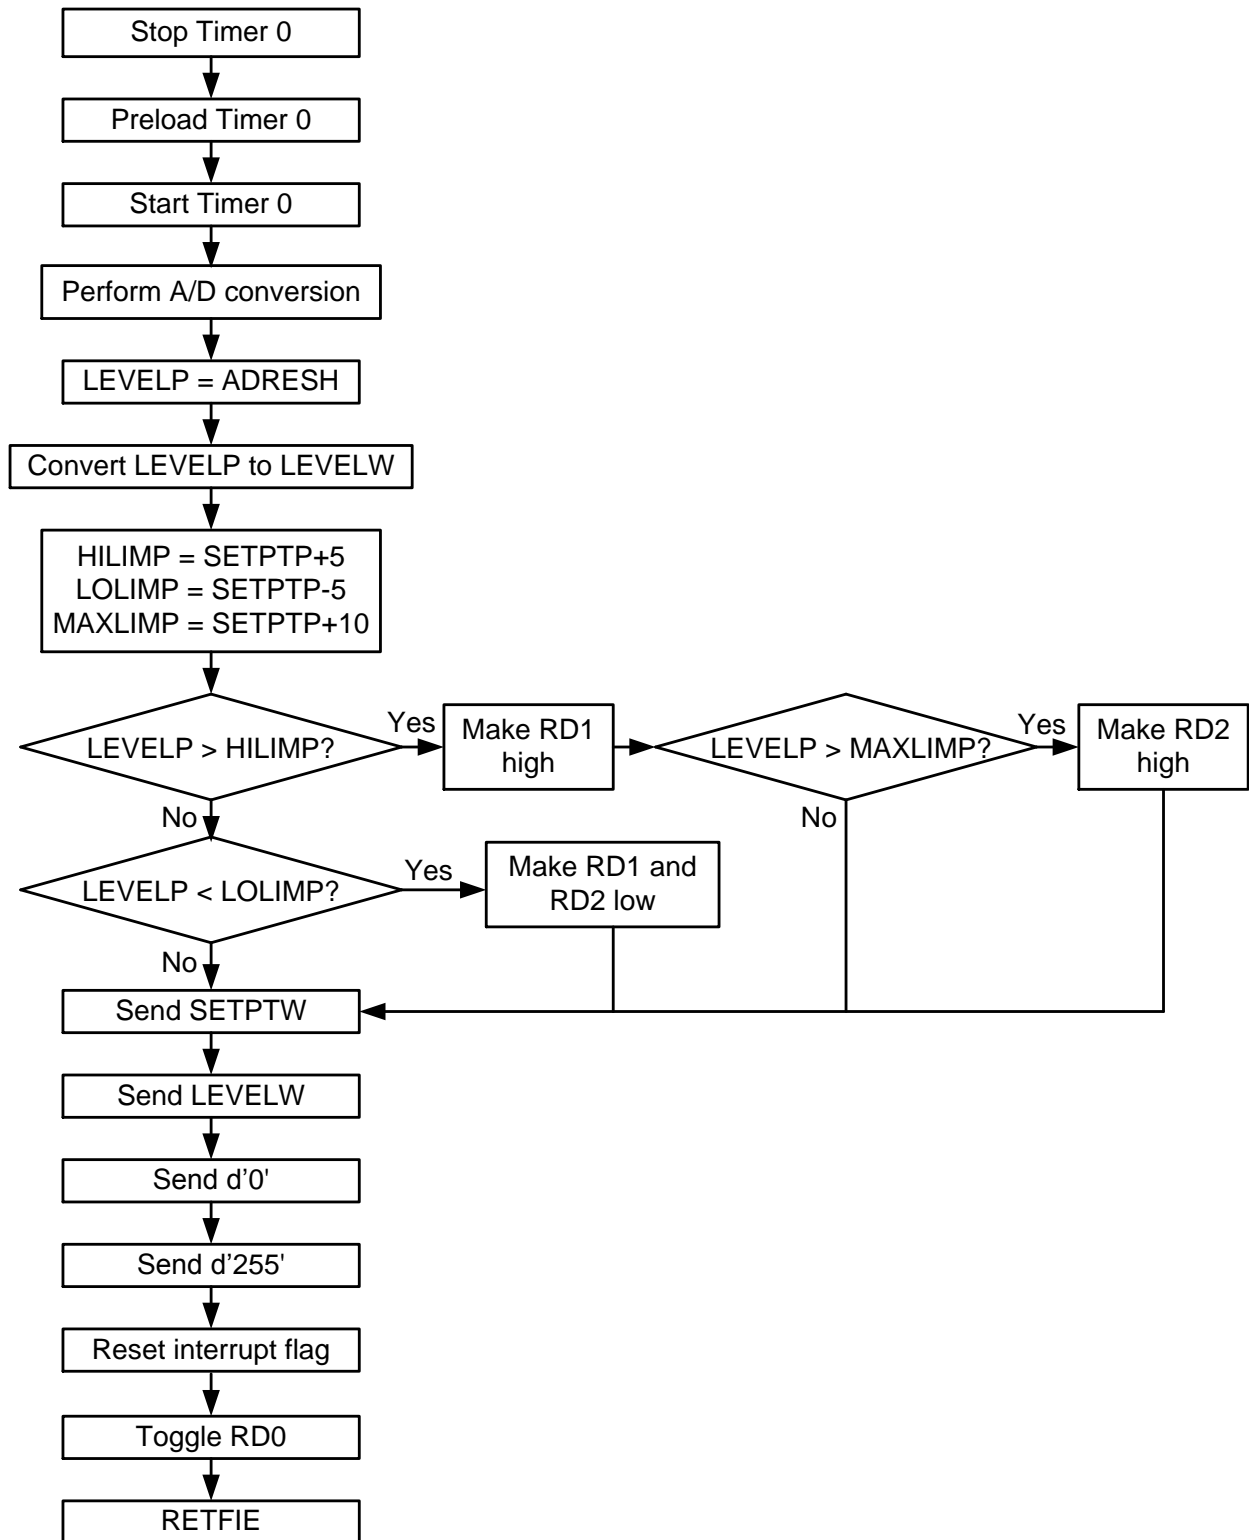 Stop Timer 0
Preload Timer 0
Start Timer 0
Perform A/D conversion
LEVELP = ADRESH
Convert LEVELP to LEVELW
HILIMP = SETPTP+5
LOLIMP = SETPTP-5
MAXLIMP = SETPTP+10
LEVELP > HILIMP?
Yes
Make RD1
high
LEVELP > MAXLIMP?
Yes
Make RD2
high
No
No
LEVELP < LOLIMP?
Yes
Make RD1 and
RD2 low
No
Send SETPTW
Send LEVELW
Send d’0'
Send d’255'
Reset interrupt flag
Toggle RD0
RETFIE